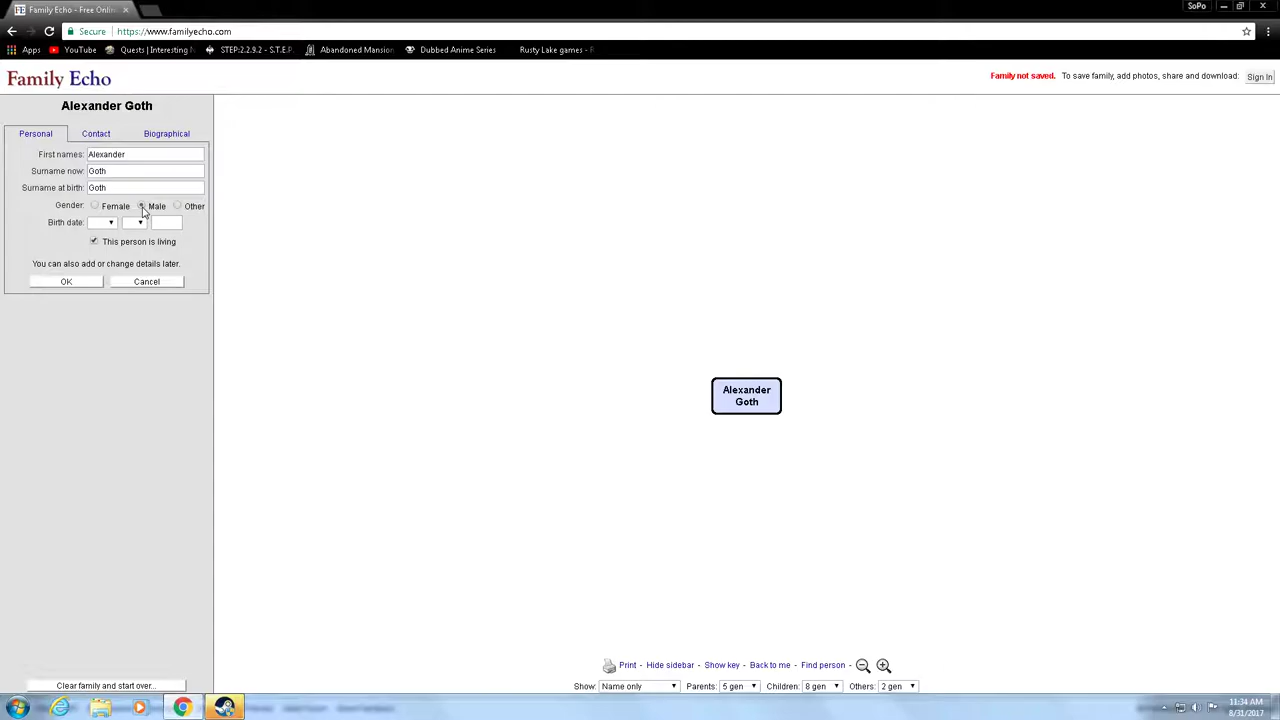 Family Echo - Free Onlin
SoPo
Secure https://www.familyecho.com
Apps YouTube Quests | Interesting N STEP:2.2.9.2 - S.T.E.P. Abandoned Mansion Dubbed Anime Series Rusty Lake games - F
Family Echo
Family not saved. To save family, add photos, share and download: Sign In
Alexander Goth
Personal Contact Biographical
First names: Alexander
Surname now: Goth
Surname at birth: Goth
Gender: Female Male Other
Birth date:
This person is living
You can also add or change details later.
OK Cancel
Alexander
Goth
Print - Hide sidebar - Show key - Back to me - Find person -
Show: Name only Parents: 5 gen Children: 8 gen Others: 2 gen
Clear family and start over...
11:34 AM
8/31/2017